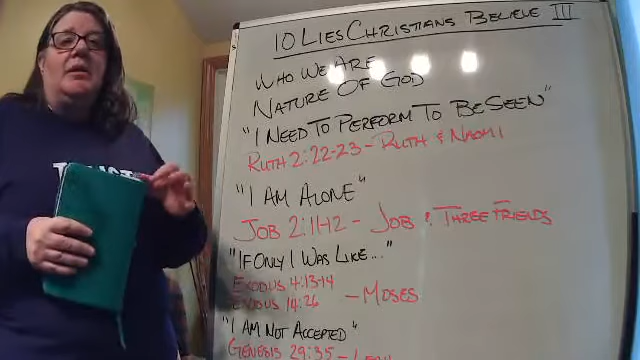 10 Lies Christians Believe III
Who We Are
Nature Of God
"I Need To Perform To Be Seen"
Ruth 2:22-23 - Ruth & Naomi
"I Am Alone"
Job 2:11-12 - Job & Three Friends
"If Only I Was Like..."
Exodus 4:13-14
Exodus 14:26 - Moses
"I Am Not Accepted"
Genesis 29:35 -